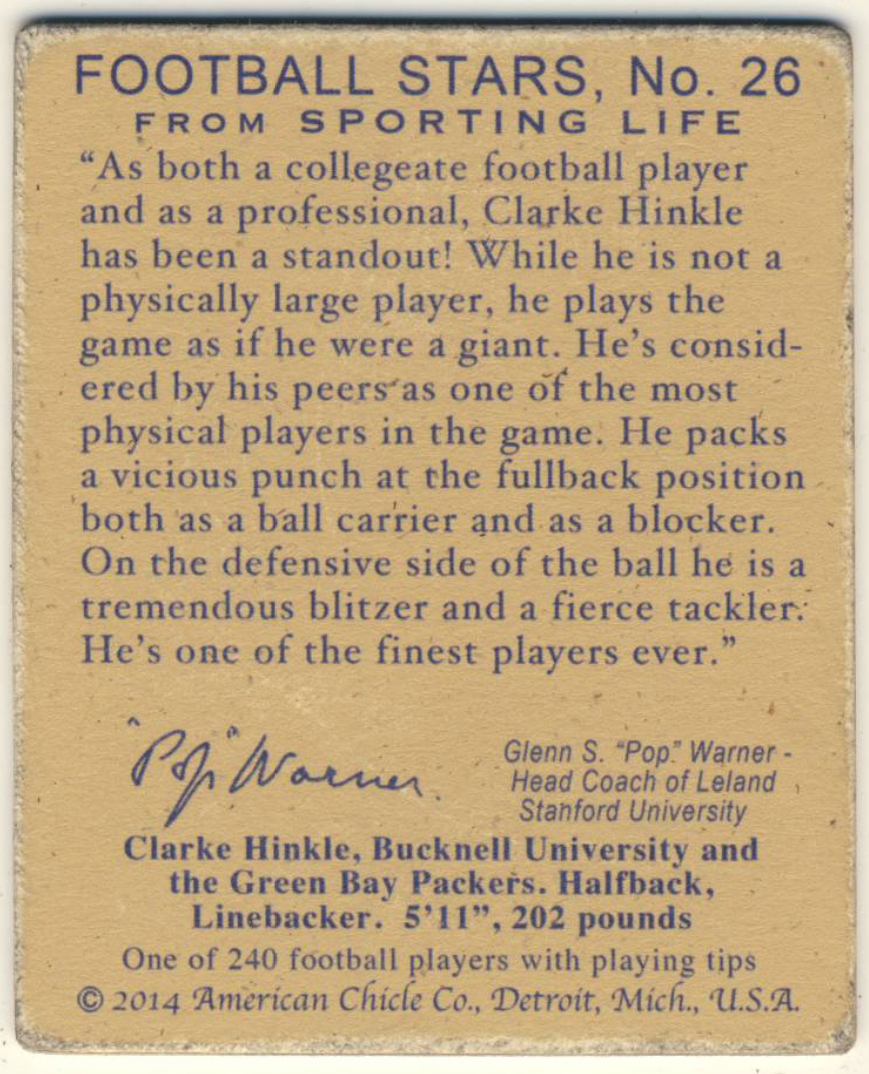 FOOTBALL STARS, No. 26
FROM SPORTING LIFE
“As both a collegeate football player
and as a professional, Clarke Hinkle
has been a standout! While he is not a
physically large player, he plays the
game as if he were a giant. He’s consid-
ered by his peers as one of the most
physical players in the game. He packs
a vicious punch at the fullback position
both as a ball carrier and as a blocker.
On the defensive side of the ball he is a
tremendous blitzer and a fierce tackler.
He’s one of the finest players ever.”
"Pop" Warner.
Glenn S. “Pop.” Warner -
Head Coach of Leland
Stanford University
Clarke Hinkle, Bucknell University and
the Green Bay Packers. Halfback,
Linebacker. 5’11”, 202 pounds
One of 240 football players with playing tips
© 2014 American Chicle Co., Detroit, Mich., U.S.A.